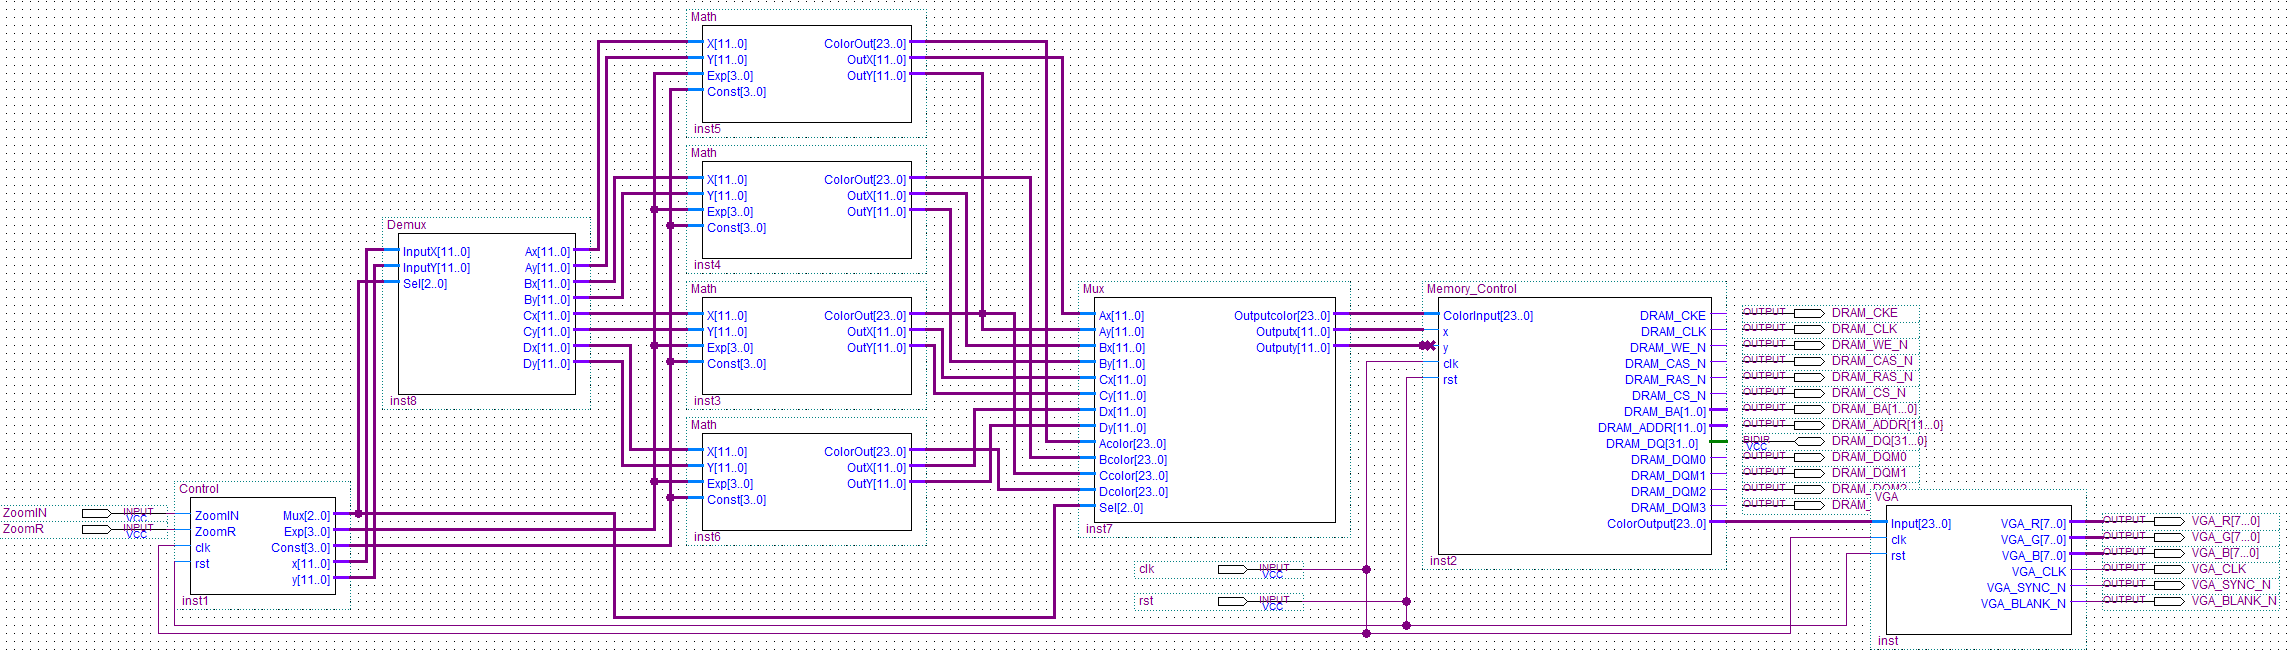 Math
X[11..0] ColorOut[23..0]
Y[11..0] OutX[11..0]
Exp[3..0] OutY[11..0]
Const[3..0]
inst5
Math
X[11..0] ColorOut[23..0]
Y[11..0] OutX[11..0]
Exp[3..0] OutY[11..0]
Const[3..0]
inst4
Demux
InputX[11..0] Ax[11..0]
InputY[11..0] Ay[11..0]
Sel[2..0] Bx[11..0]
By[11..0]
Cx[11..0]
Cy[11..0]
Dx[11..0]
Dy[11..0]
inst8
Math
X[11..0] ColorOut[23..0]
Y[11..0] OutX[11..0]
Exp[3..0] OutY[11..0]
Const[3..0]
inst3
Math
X[11..0] ColorOut[23..0]
Y[11..0] OutX[11..0]
Exp[3..0] OutY[11..0]
Const[3..0]
inst6
Mux
Ax[11..0] Outputcolor[23..0]
Ay[11..0] Outputx[11..0]
Bx[11..0] Outputy[11..0]
By[11..0]
Cx[11..0]
Cy[11..0]
Dx[11..0]
Dy[11..0]
Acolor[23..0]
Bcolor[23..0]
Ccolor[23..0]
Dcolor[23..0]
Sel[2..0]
inst7
Memory_Control
ColorInput[23..0] DRAM_CKE
x DRAM_CLK
y DRAM_WE_N
clk DRAM_CAS_N
rst DRAM_RAS_N
DRAM_CS_N
DRAM_BA[1..0]
DRAM_ADDR[11..0]
DRAM_DQ[31..0]
DRAM_DQM0
DRAM_DQM1
DRAM_DQM2
DRAM_DQM3
ColorOutput[23..0]
inst2
OUTPUT DRAM_CKE
OUTPUT DRAM_CLK
OUTPUT DRAM_WE_N
OUTPUT DRAM_CAS_N
OUTPUT DRAM_RAS_N
OUTPUT DRAM_CS_N
OUTPUT DRAM_BA[1..0]
OUTPUT DRAM_ADDR[11..0]
BIDIR VCC DRAM_DQ[31..0]
OUTPUT DRAM_DQM0
OUTPUT DRAM_DQM1
OUTPUT DRAM_DQM2
OUTPUT DRAM_
ZoomIN INPUT VCC
ZoomR INPUT VCC
Control
ZoomIN Mux[2..0]
ZoomR Exp[3..0]
clk Const[3..0]
rst x[11..0]
y[11..0]
inst1
clk INPUT VCC
rst INPUT VCC
VGA
Input[23..0] VGA_R[7..0]
clk VGA_G[7..0]
rst VGA_B[7..0]
VGA_CLK
VGA_SYNC_N
VGA_BLANK_N
inst
OUTPUT VGA_R[7...0]
OUTPUT VGA_G[7...0]
OUTPUT VGA_B[7...0]
OUTPUT VGA_CLK
OUTPUT VGA_SYNC_N
OUTPUT VGA_BLANK_N